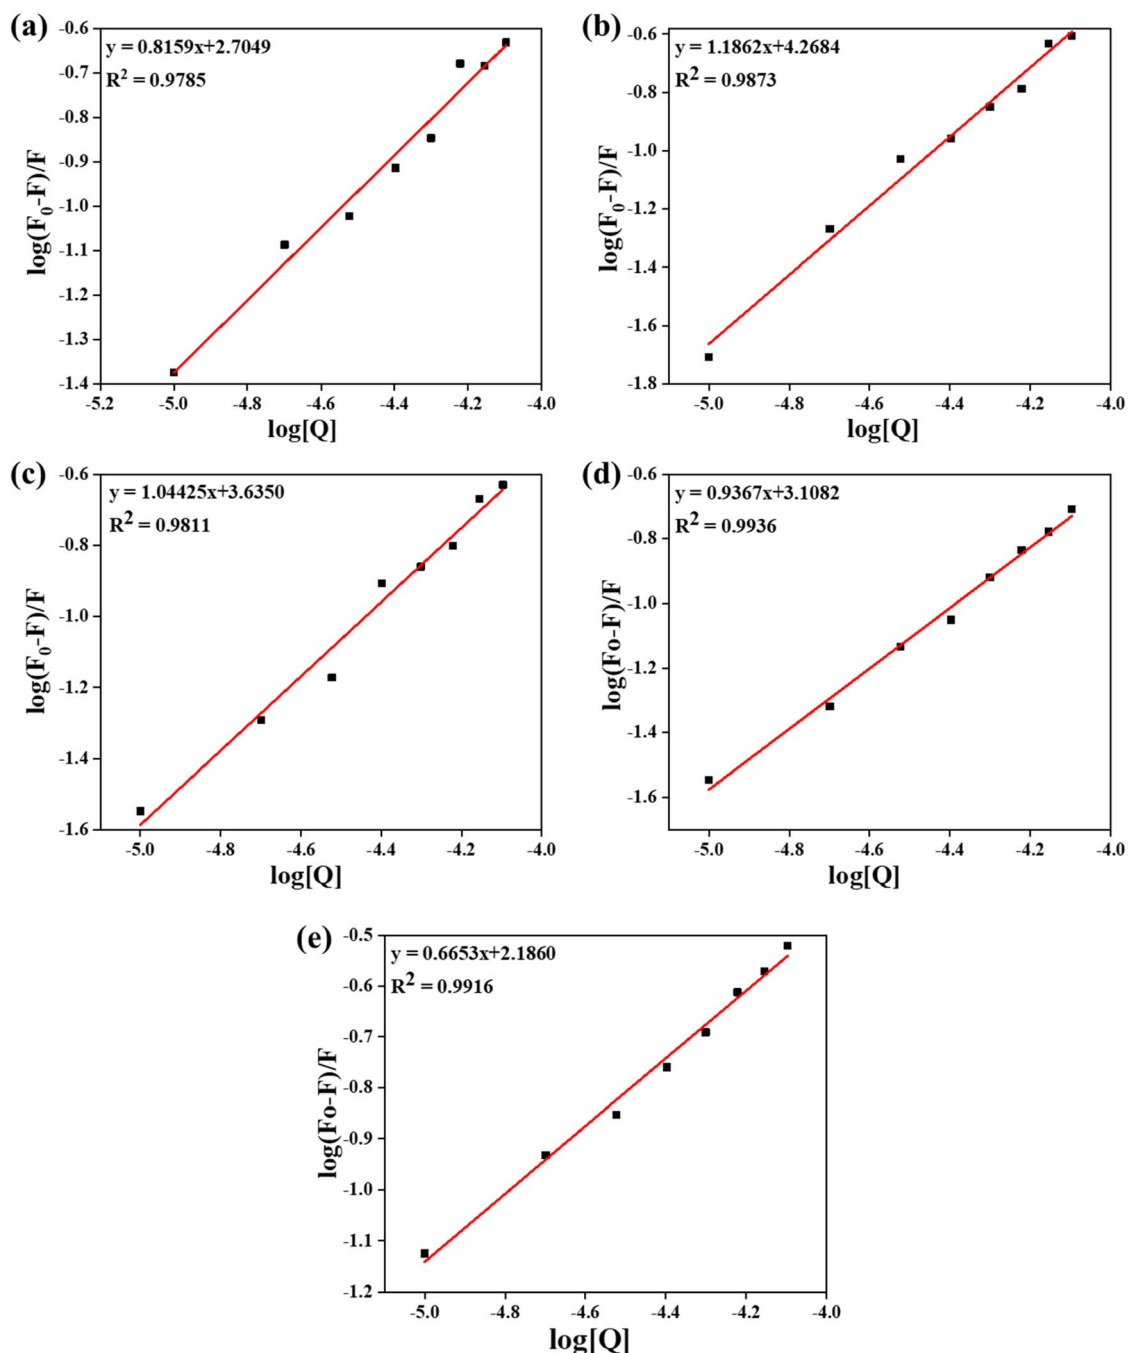 (a)
y = 0.8159x+2.7049
R² = 0.9785
log(F₀-F)/F
-0.6
-0.7
-0.8
-0.9
-1.0
-1.1
-1.2
-1.3
-1.4
-5.2 -5.0 -4.8 -4.6 -4.4 -4.2 -4.0
log[Q]
(b)
y = 1.1862x+4.2684
R² = 0.9873
log(F₀-F)/F
-0.6
-0.8
-1.0
-1.2
-1.4
-1.6
-1.8
-5.0 -4.8 -4.6 -4.4 -4.2 -4.0
log[Q]
(c)
y = 1.04425x+3.6350
R² = 0.9811
log(F₀-F)/F
-0.6
-0.8
-1.0
-1.2
-1.4
-1.6
-5.0 -4.8 -4.6 -4.4 -4.2 -4.0
log[Q]
(d)
y = 0.9367x+3.1082
R² = 0.9936
log(Fo-F)/F
-0.6
-0.8
-1.0
-1.2
-1.4
-1.6
-5.0 -4.8 -4.6 -4.4 -4.2 -4.0
log[Q]
(e)
y = 0.6653x+2.1860
R² = 0.9916
log(Fo-F)/F
-0.5
-0.6
-0.7
-0.8
-0.9
-1.0
-1.1
-1.2
-5.0 -4.8 -4.6 -4.4 -4.2 -4.0
log[Q]